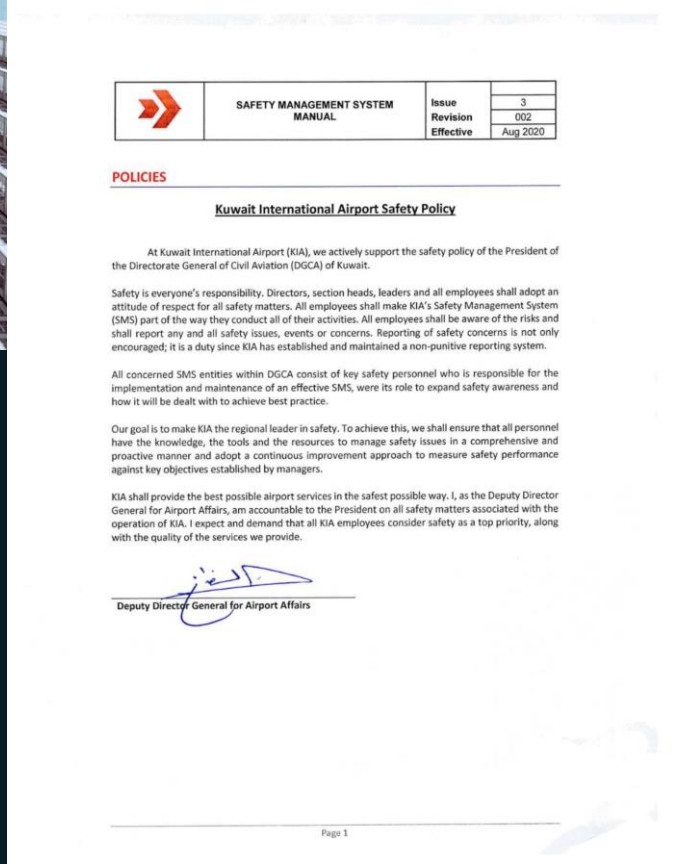 SAFETY MANAGEMENT SYSTEM
MANUAL
Issue 3
Revision 002
Effective Aug 2020
POLICIES
Kuwait International Airport Safety Policy
At Kuwait International Airport (KIA), we actively support the safety policy of the President of
the Directorate General of Civil Aviation (DGCA) of Kuwait.
Safety is everyone's responsibility. Directors, section heads, leaders and all employees shall adopt an
attitude of respect for all safety matters. All employees shall make KIA's Safety Management System
(SMS) part of the way they conduct all of their activities. All employees shall be aware of the risks and
shall report any and all safety issues, events or concerns. Reporting of safety concerns is not only
encouraged; it is a duty since KIA has established and maintained a non-punitive reporting system.
All concerned SMS entities within DGCA consist of key safety personnel who is responsible for the
implementation and maintenance of an effective SMS, were its role to expand safety awareness and
how it will be dealt with to achieve best practice.
Our goal is to make KIA the regional leader in safety. To achieve this, we shall ensure that all personnel
have the knowledge, the tools and the resources to manage safety issues in a comprehensive and
proactive manner and adopt a continuous improvement approach to measure safety performance
against key objectives established by managers.
KIA shall provide the best possible airport services in the safest possible way. I, as the Deputy Director
General for Airport Affairs, am accountable to the President on all safety matters associated with the
operation of KIA. I expect and demand that all KIA employees consider safety as a top priority, along
with the quality of the services we provide.
Deputy Director General for Airport Affairs
Page 1